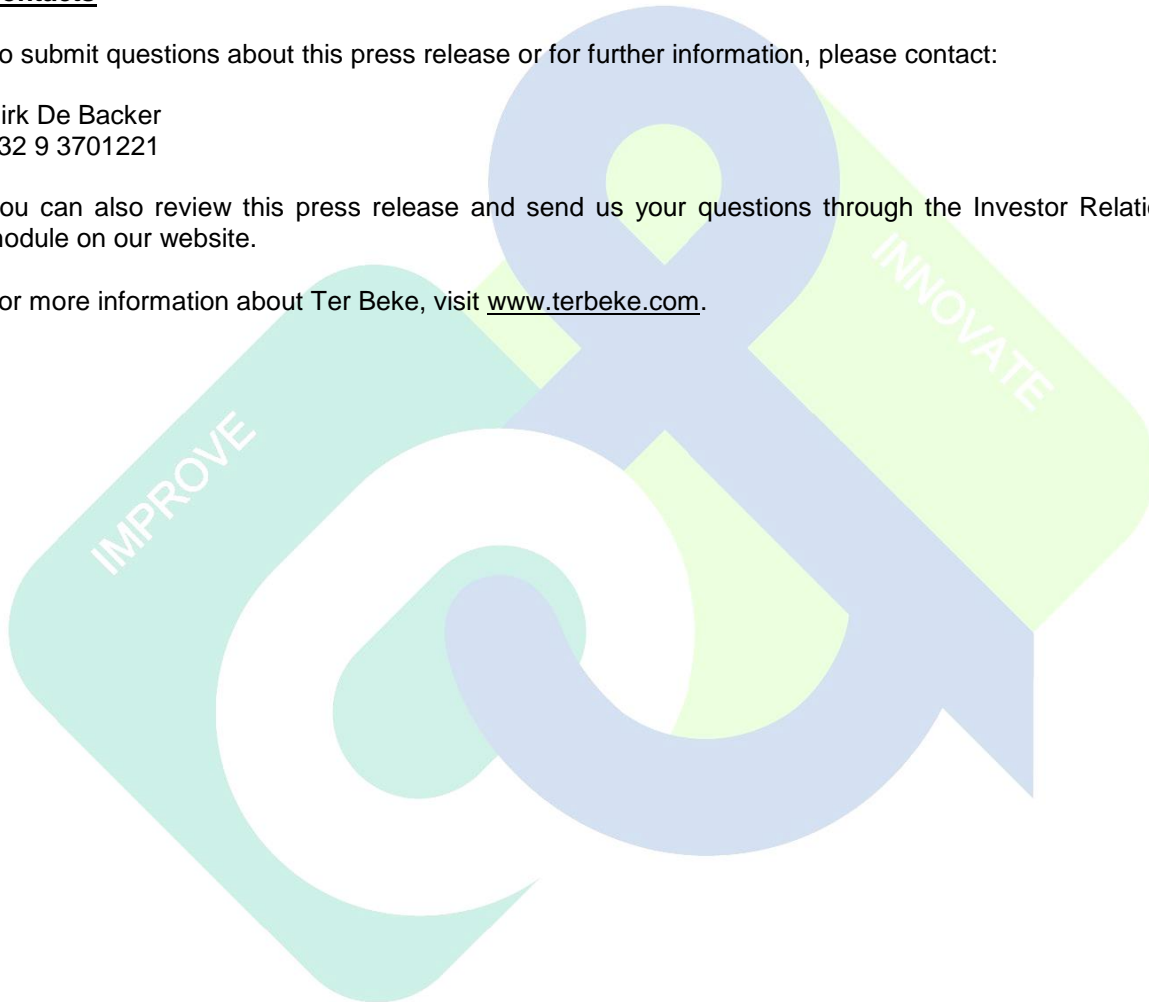 ontacts
o submit questions about this press release or for further information, please contact:
irk De Backer
32 9 3701221
ou can also review this press release and send us your questions through the Investor Relati
odule on our website.
or more information about Ter Beke, visit www.terbeke.com.
INNOVATE
IMPROVE